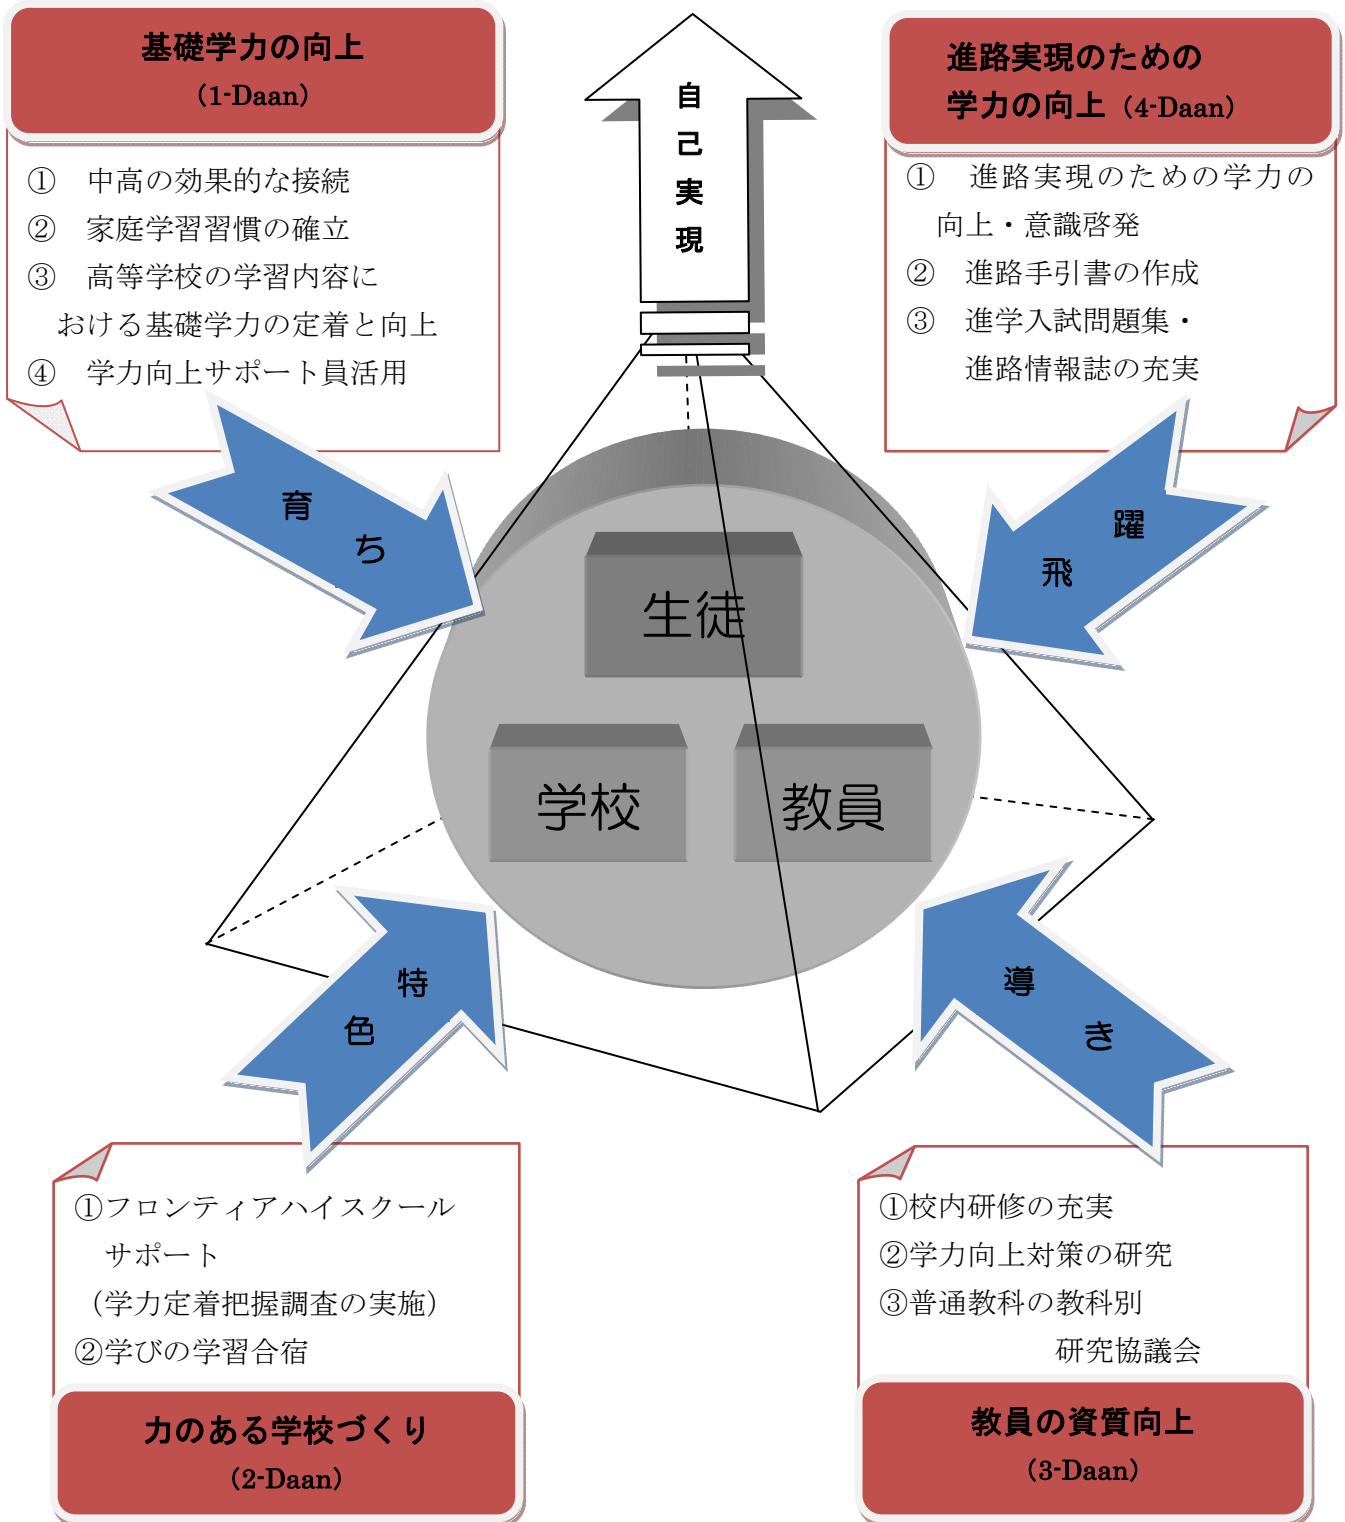 基礎学力の向上
（1-Daan）
① 中高の効果的な接続
② 家庭学習習慣の確立
③ 高等学校の学習内容に
おける基礎学力の定着と向上
④ 学力向上サポート員活用
自己実現
進路実現のための
学力の向上（4-Daan）
① 進路実現のための学力の
向上・意識啓発
② 進路手引書の作成
③ 進学入試問題集・
進路情報誌の充実
育ち
飛躍
生徒
学校
教員
特色
導き
①フロンティアハイスクール
サポート
（学力定着把握調査の実施）
②学びの学習合宿
力のある学校づくり
（2-Daan）
①校内研修の充実
②学力向上対策の研究
③普通教科の教科別
研究協議会
教員の資質向上
（3-Daan）